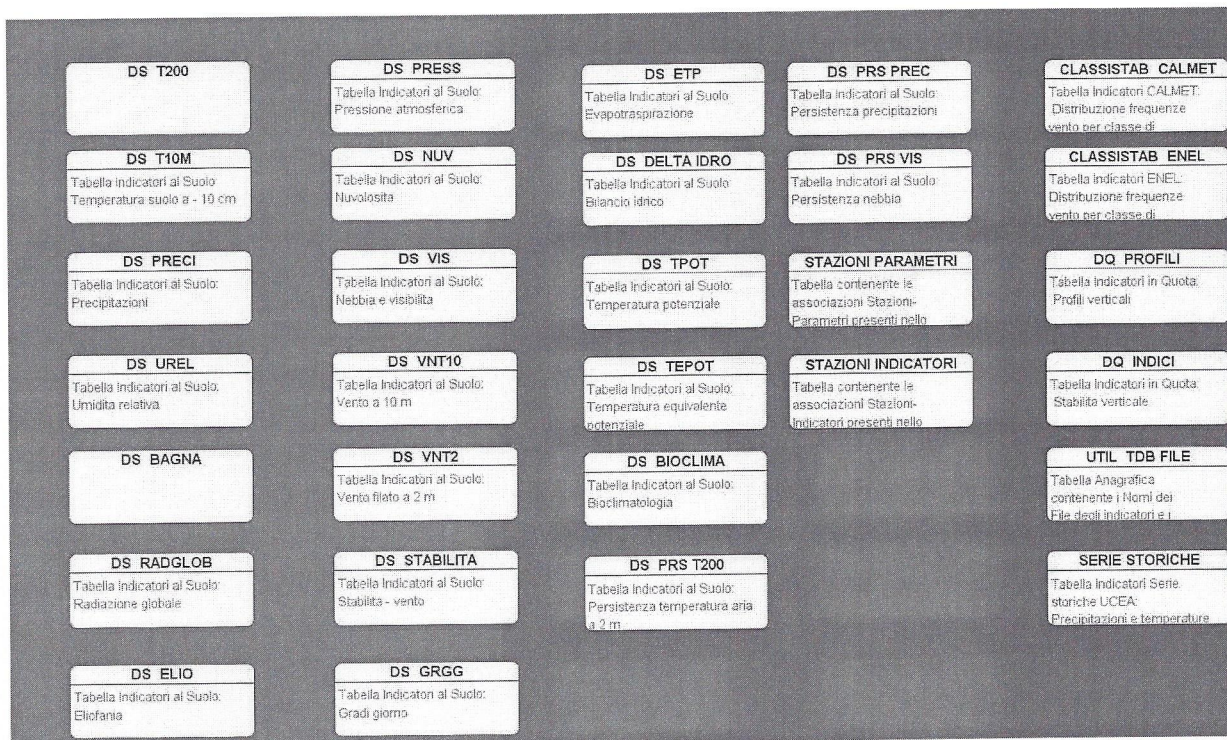 DS T200
DS T10M
Tabella Indicatori al Suolo
Temperatura suolo a - 10 cm
DS PRECI
Tabella Indicatori al Suolo:
Precipitazioni
DS UREL
Tabella Indicatori al Suolo:
Umidita relativa
DS BAGNA
DS RADGLOB
Tabella Indicatori al Suolo:
Radiazione globale
DS ELIO
Tabella Indicatori al Suolo:
Eliofania
DS PRESS
Tabella Indicatori al Suolo:
Pressione atmosferica
DS NUV
Tabella Indicatori al Suolo:
Nuvolosita
DS VIS
Tabella Indicatori al Suolo:
Nebbia e visibilita
DS VNT10
Tabella Indicatori al Suolo:
Vento a 10 m
DS VNT2
Tabella Indicatori al Suolo:
Vento filato a 2 m
DS STABILITA
Tabella Indicatori al Suolo:
Stabilita - vento
DS GRGG
Tabella Indicatori al Suolo:
Gradi giorno
DS ETP
Tabella Indicatori al Suolo
Evapotraspirazione
DS DELTA IDRO
Tabella Indicatori al Suolo
Bilancio idrico
DS TPOT
Tabella Indicatori al Suolo:
Temperatura potenziale
DS TEPOT
Tabella Indicatori al Suolo:
Temperatura equivalente
potenziale
DS BIOCLIMA
Tabella Indicatori al Suolo:
Bioclimatologia
DS PRS T200
Tabella Indicatori al Suolo:
Persistenza temperatura aria
a 2 m
DS PRS PREC
Tabella Indicatori al Suolo:
Persistenza precipitazioni
DS PRS VIS
Tabella Indicatori al Suolo:
Persistenza nebbia
STAZIONI PARAMETRI
Tabella contenente le
associazioni Stazioni-
Parametri presenti nello
STAZIONI INDICATORI
Tabella contenente le
associazioni Stazioni-
Indicatori presenti nello
CLASSISTAB CALMET
Tabella Indicatori CALMET:
Distribuzione frequenze
vento per classe di
CLASSISTAB ENEL
Tabella Indicatori ENEL:
Distribuzione frequenze
vento per classe di
DQ PROFILI
Tabella Indicatori in Quota:
Profili verticali
DQ INDICI
Tabella Indicatori in Quota:
Stabilita verticale
UTIL TDB FILE
Tabella Anagrafica
contenente i Nomi dei
File degli indicatori e i
SERIE STORICHE
Tabella Indicatori Serie
storiche UCEA:
Precipitazioni e temperature